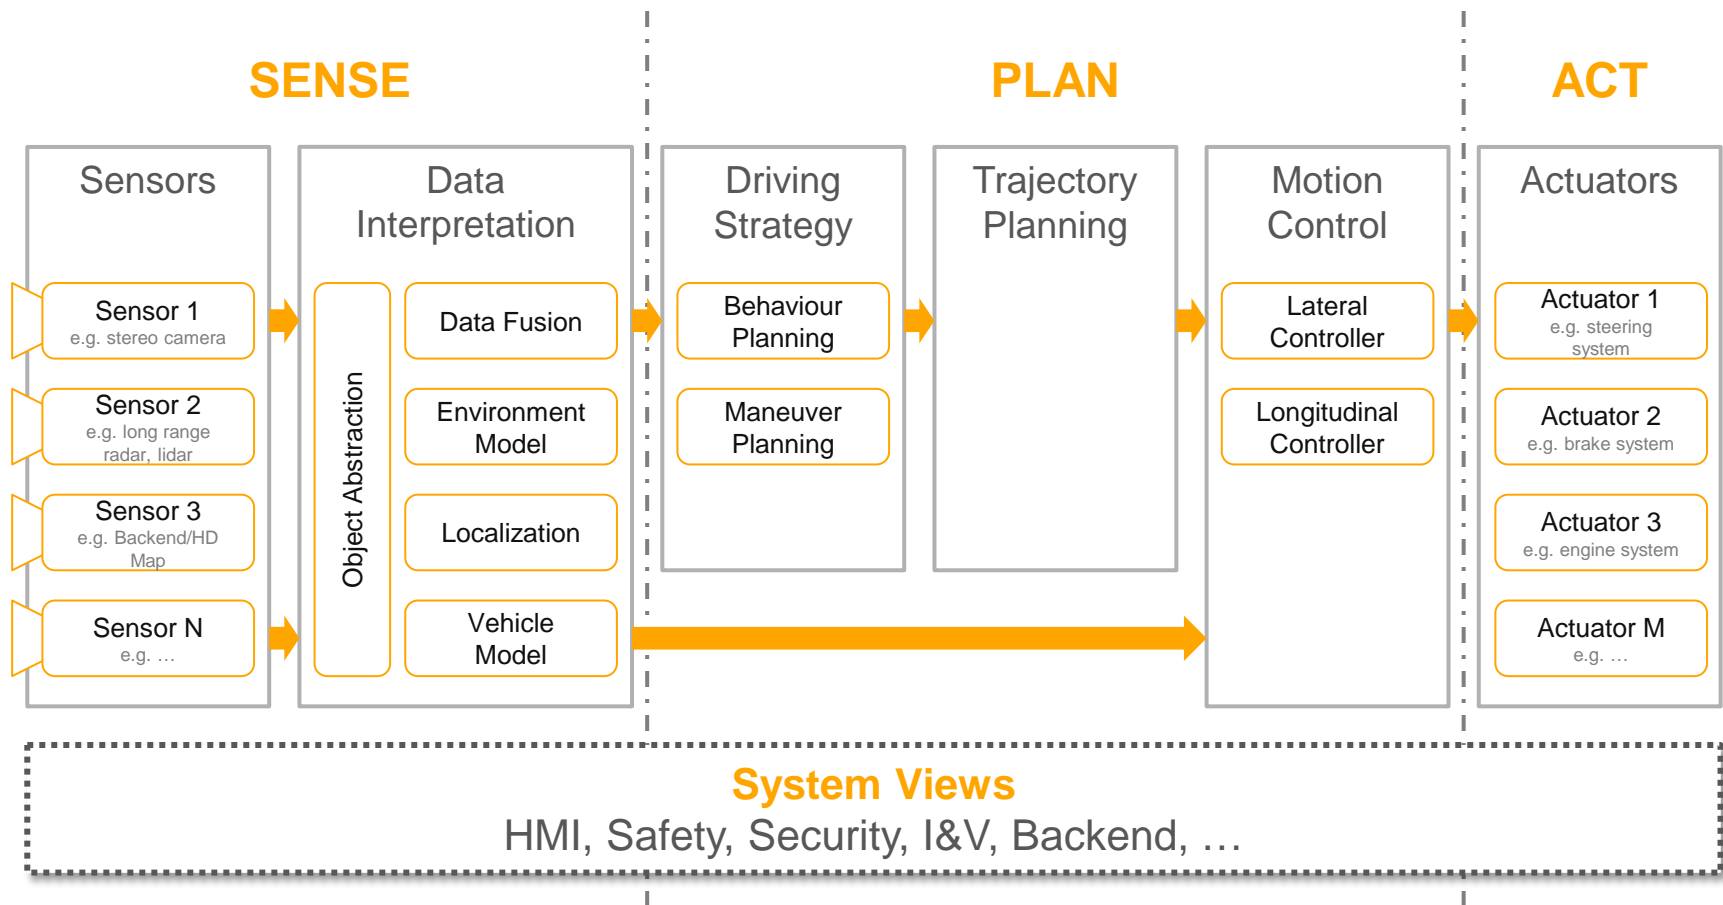 SENSE
PLAN
ACT
Sensors
Sensor 1
e.g. stereo camera
Sensor 2
e.g. long range
radar, lidar
Sensor 3
e.g. Backend/HD
Map
Sensor N
e.g. …
Data
Interpretation
Object Abstraction
Data Fusion
Environment
Model
Localization
Vehicle
Model
Driving
Strategy
Behaviour
Planning
Maneuver
Planning
Trajectory
Planning
Motion
Control
Lateral
Controller
Longitudinal
Controller
Actuators
Actuator 1
e.g. steering
system
Actuator 2
e.g. brake system
Actuator 3
e.g. engine system
Actuator M
e.g. …
System Views
HMI, Safety, Security, I&V, Backend, …